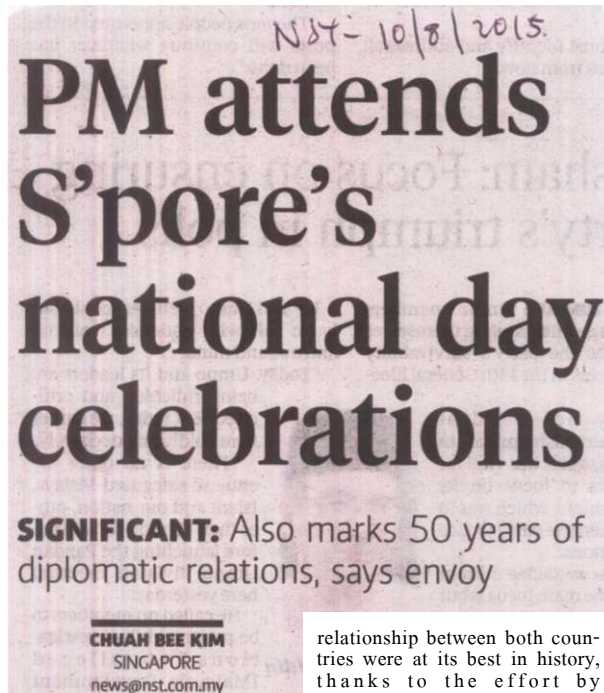 NST - 10/8/2015.
PM attends
S'pore's
national day
celebrations
SIGNIFICANT: Also marks 50 years of
diplomatic relations, says envoy
CHUAH BEE KIM
SINGAPORE
news@nst.com.my
relationship between both coun-
tries were at its best in history,
thanks to the effort by